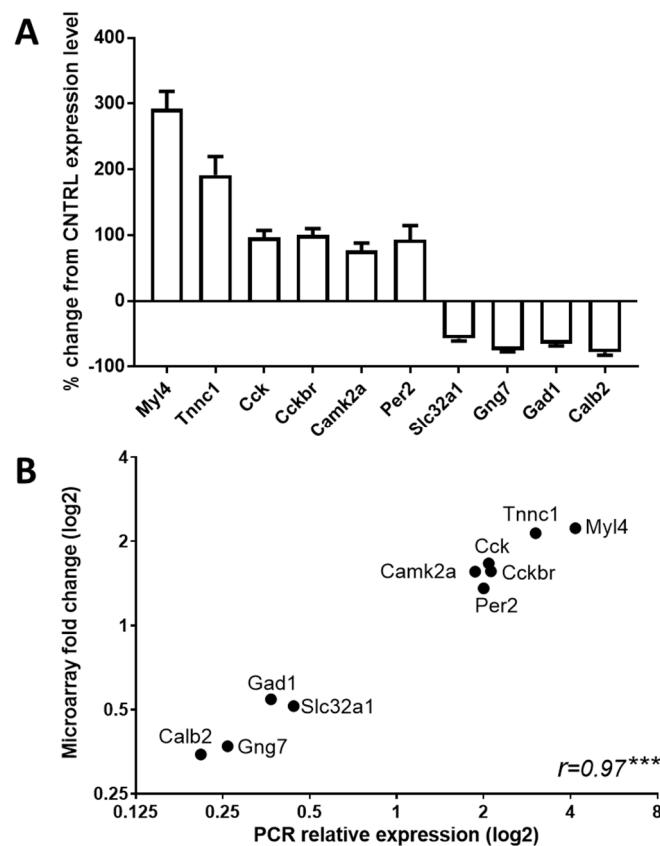 A
% change from CNTRL expression level
400
300
200
100
0
-100
Myl4
Tnnc1
Cck
Cckbr
Camk2a
Per2
Slc32a1
Gng7
Gad1
Calb2
B
Microarray fold change (log2)
4
2
1
0.5
0.25
Tnnc1
Myl4
Cck
Camk2a
Cckbr
Per2
Gad1
Slc32a1
Calb2
Gng7
r=0.97***
0.125
0.25
0.5
1
2
4
8
PCR relative expression (log2)